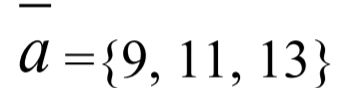 a̅ ={9, 11, 13}